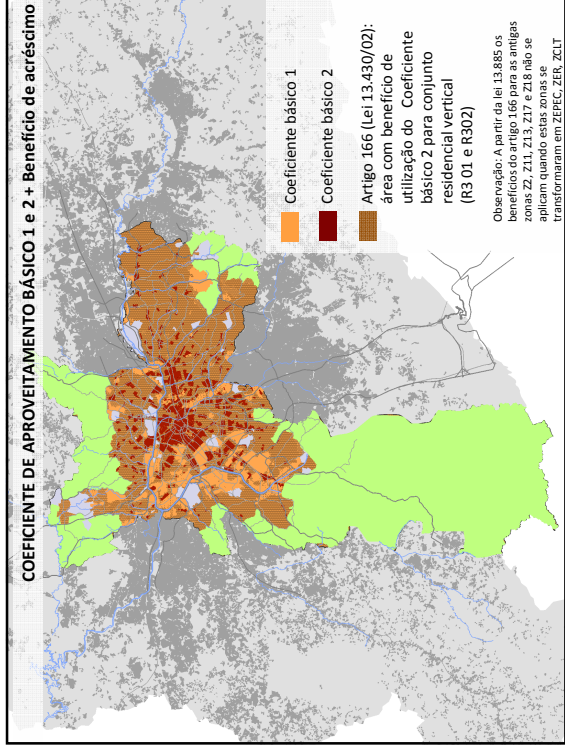 COEFICIENTE DE APROVEITAMENTO BÁSICO 1 e 2 + Benefício de acréscimo
Coeficiente básico 1
Coeficiente básico 2
Artigo 166 (Lei 13.430/02):
área com benefício de
utilização do Coeficiente
básico 2 para conjunto
residencial vertical
(R3 01 e R302)
Observação: A partir da lei 13.885 os
benefícios do artigo 166 para as antigas
zonas Z2, Z11, Z13, Z17 e Z18 não se
aplicam quando estas zonas se
transformaram em ZEPEC, ZER, ZCLT